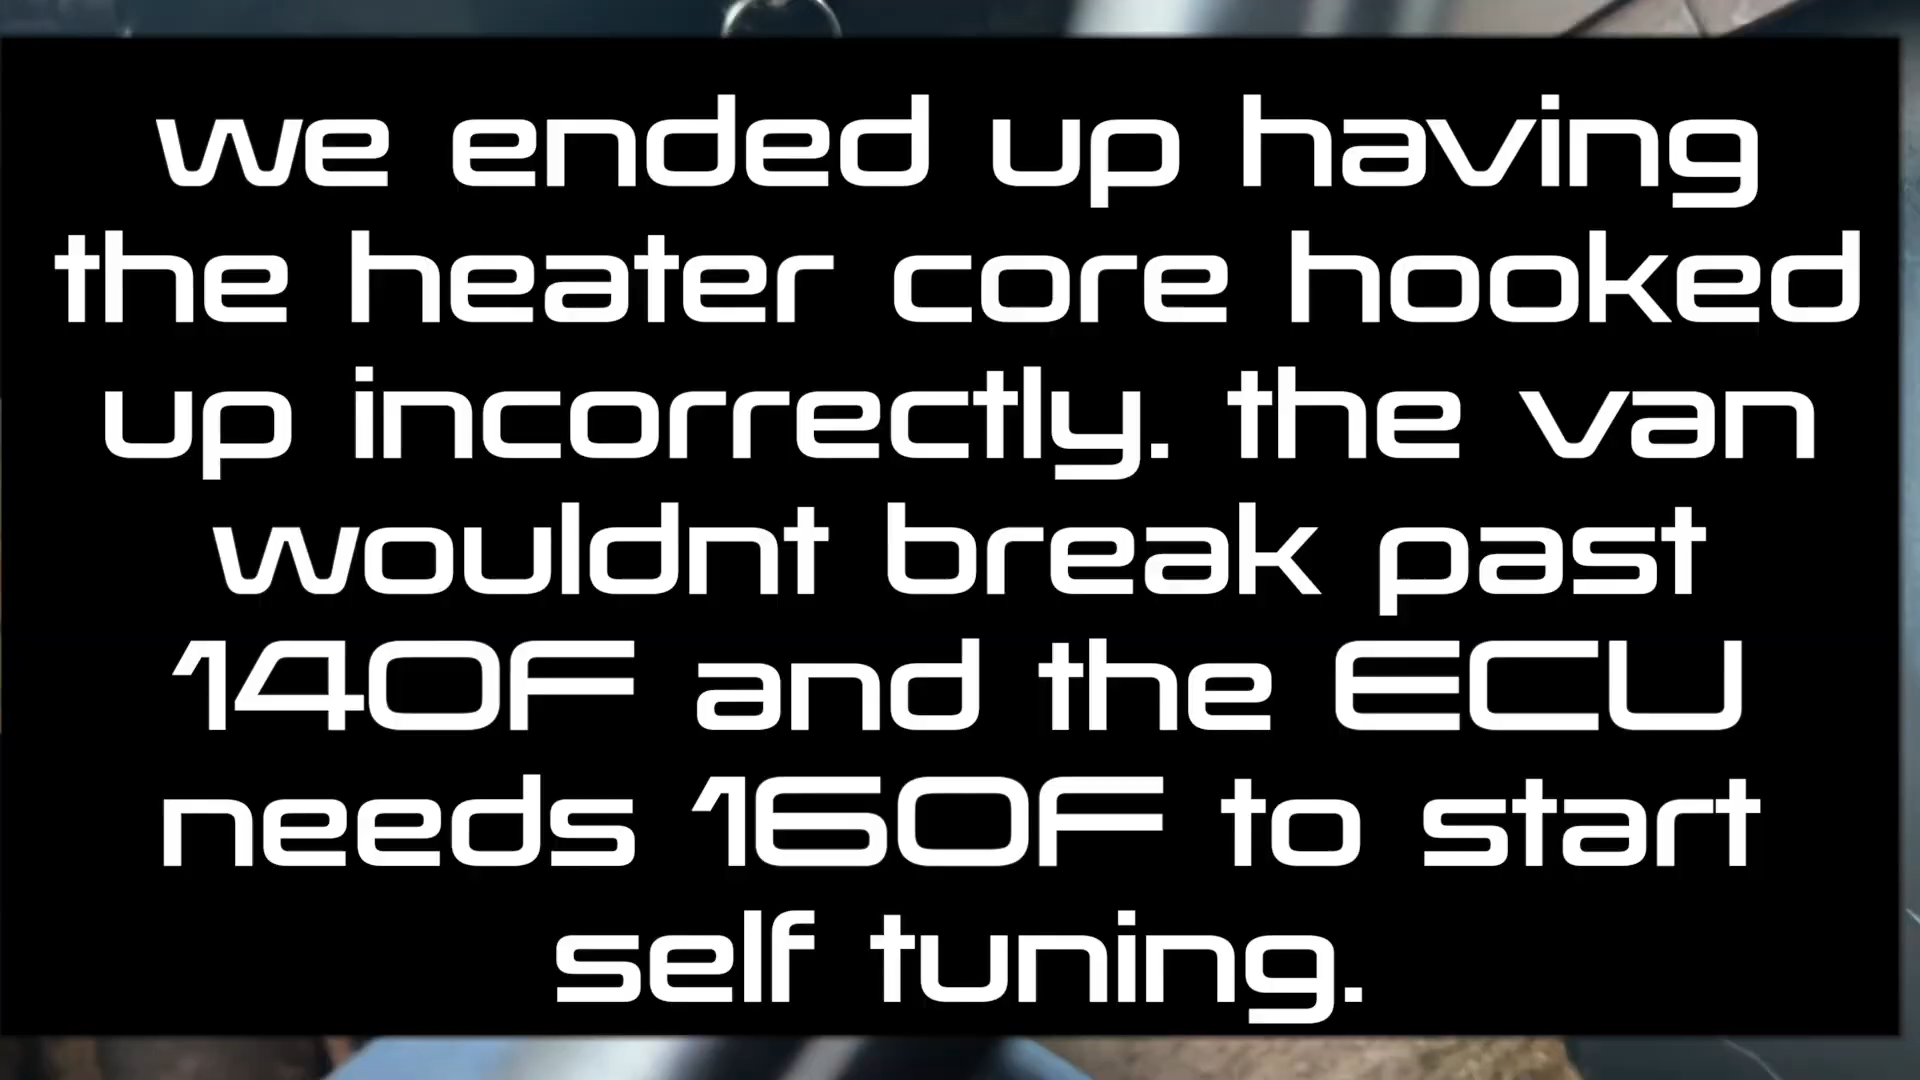 we ended up having
the heater core hooked
up incorrectly. the van
wouldnt break past
140F and the ECU
needs 160F to start
self tuning.